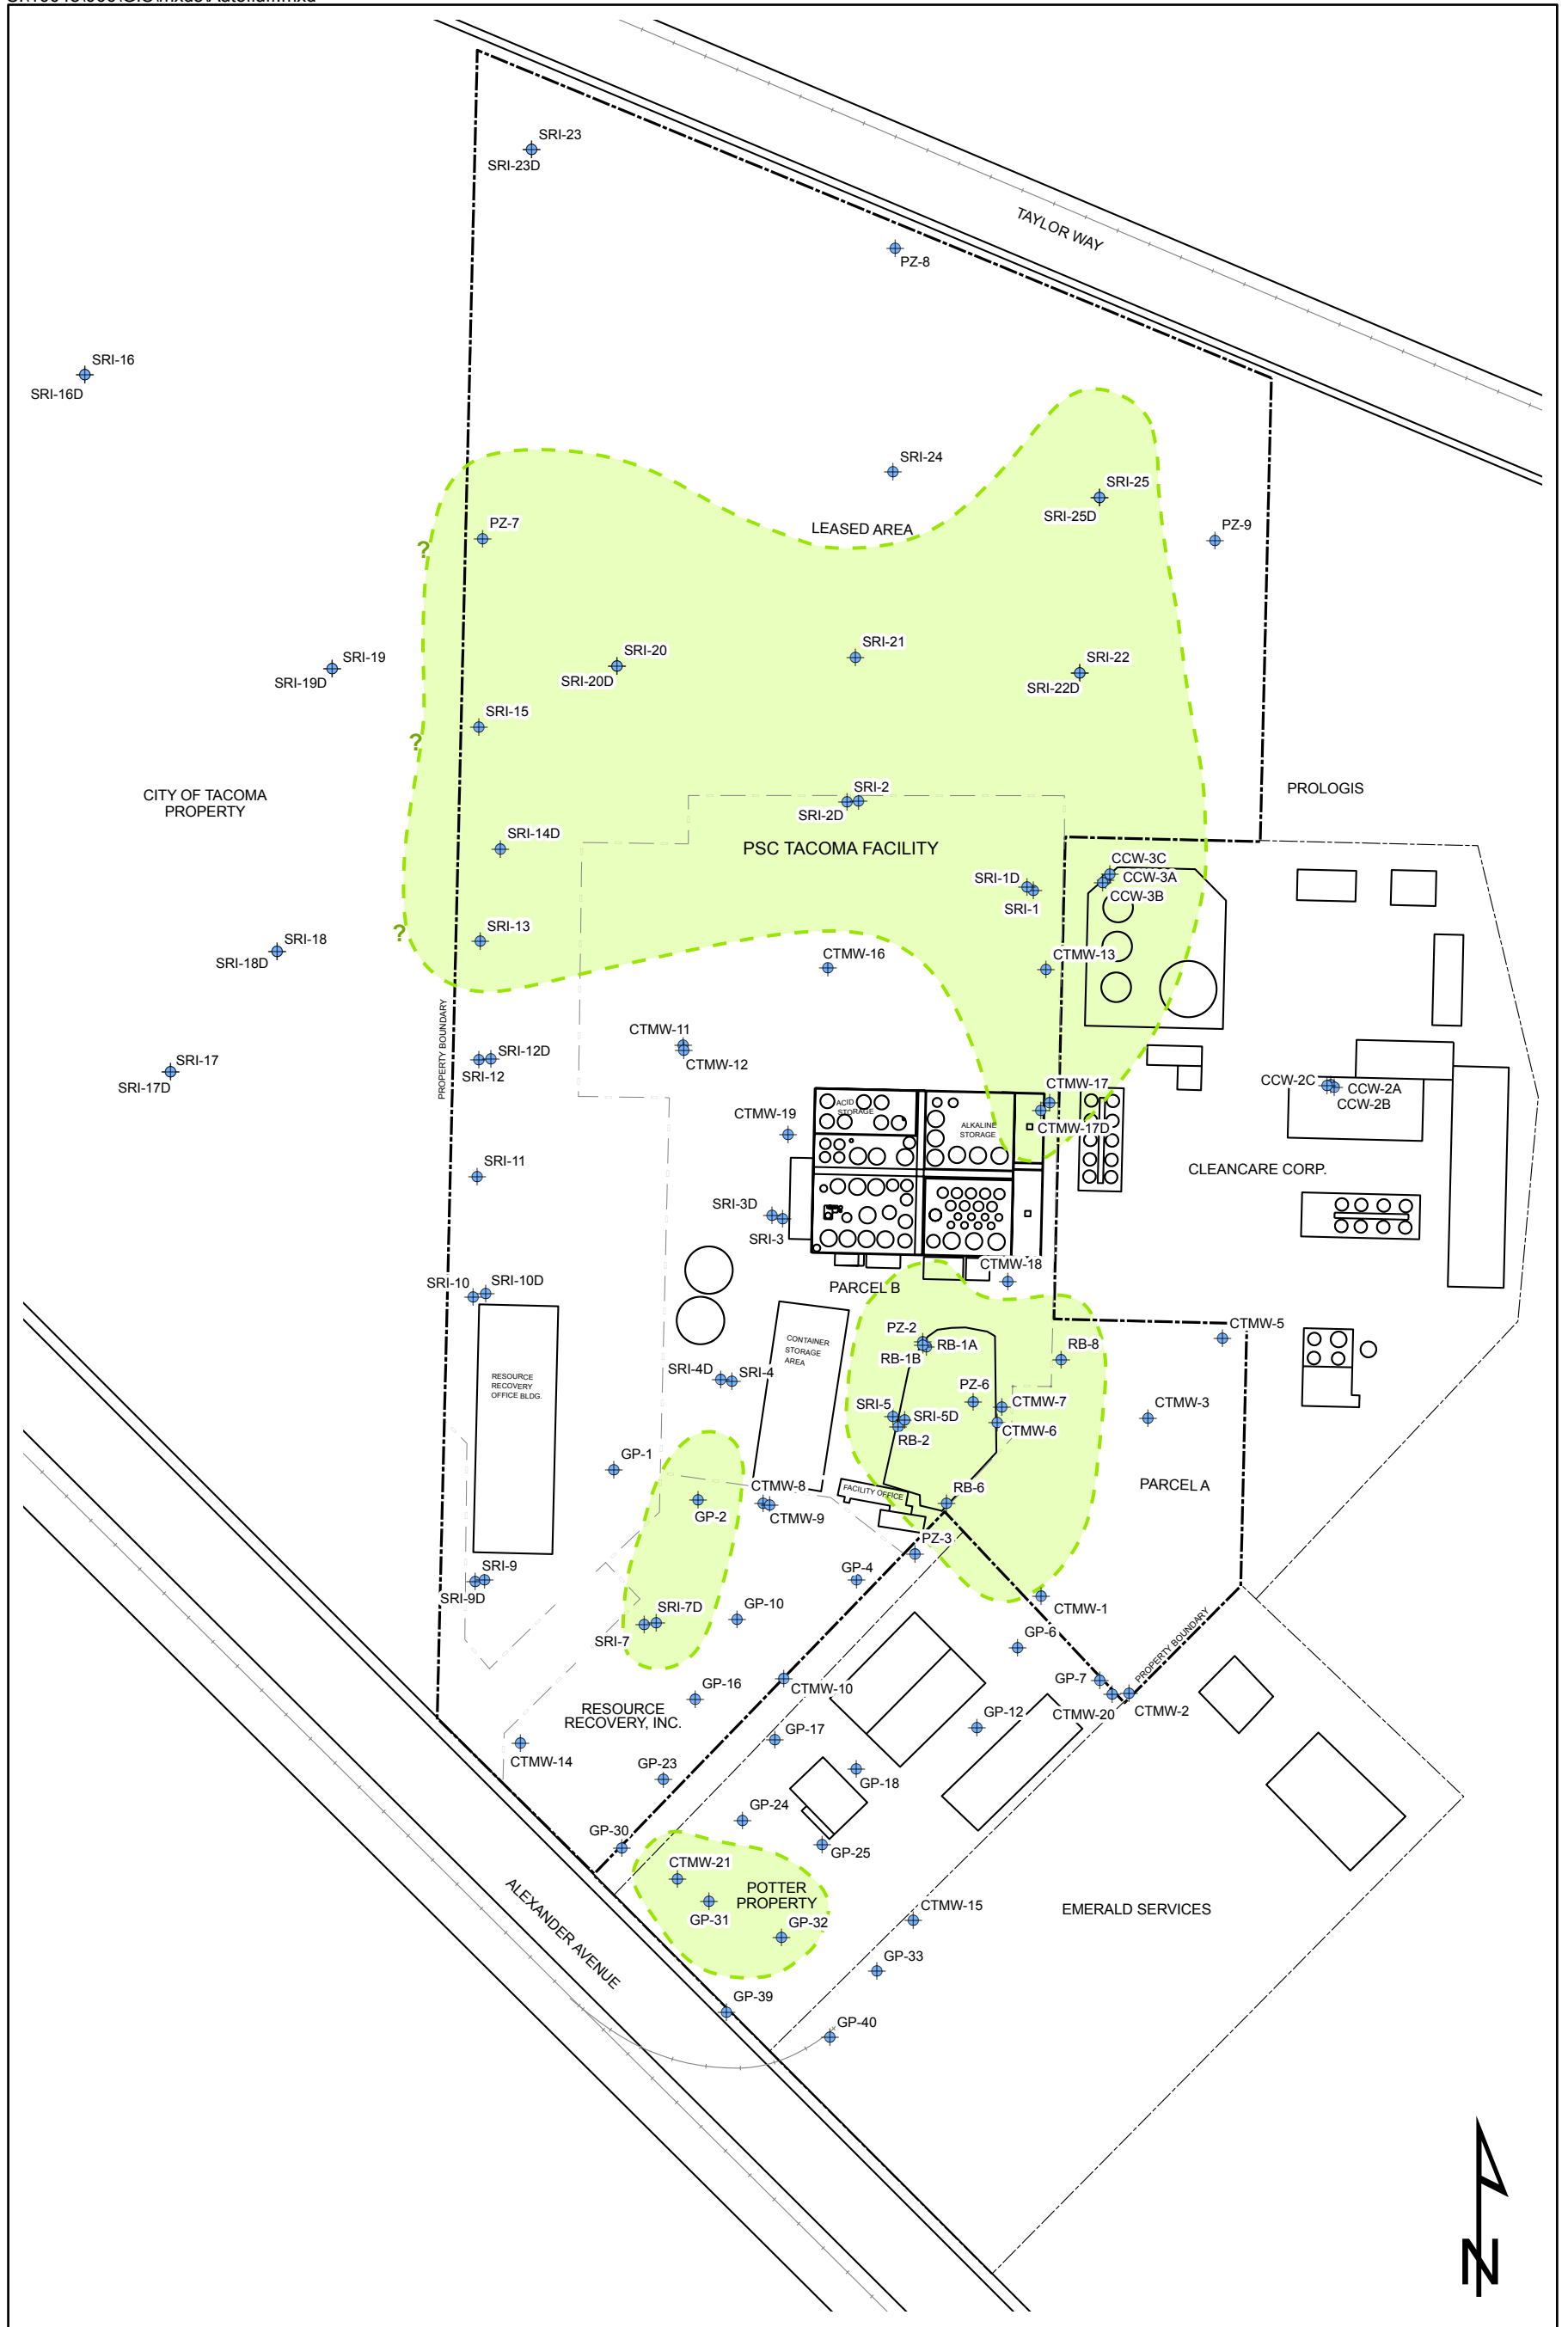 SRI-23
SRI-23D
TAYLOR WAY
PZ-8
SRI-16
SRI-16D
SRI-24
SRI-25
SRI-25D
LEASED AREA
PZ-7
PZ-9
?
SRI-19
SRI-19D
SRI-20
SRI-20D
SRI-21
SRI-22
SRI-22D
SRI-15
?
CITY OF TACOMA
PROPERTY
SRI-2
SRI-2D
PROLOGIS
SRI-14D
PSC TACOMA FACILITY
CCW-3C
CCW-3A
CCW-3B
SRI-1D
SRI-1
SRI-13
?
SRI-18
SRI-18D
CTMW-16
CTMW-13
PROPERTY BOUNDARY
CTMW-11
CTMW-12
SRI-12D
SRI-12
SRI-17
SRI-17D
CCW-2C
CCW-2A
CCW-2B
CTMW-17
CTMW-17D
ACID
STORAGE
ALKALINE
STORAGE
CTMW-19
CLEANCARE CORP.
SRI-11
SRI-3D
SRI-3
CTMW-18
PARCEL B
SRI-10
SRI-10D
CTMW-5
PZ-2
RB-1A
RB-1B
RB-8
CONTAINER
STORAGE
AREA
RESOURCE
RECOVERY
OFFICE BLDG.
SRI-4D
SRI-4
PZ-6
CTMW-7
CTMW-6
SRI-5
SRI-5D
RB-2
CTMW-3
GP-1
PARCEL A
GP-2
CTMW-8
CTMW-9
FACILITY OFFICE
RB-6
PZ-3
SRI-9
SRI-9D
GP-4
CTMW-1
SRI-7D
SRI-7
GP-10
GP-6
PROPERTY BOUNDARY
GP-7
CTMW-20
CTMW-2
GP-16
CTMW-10
RESOURCE
RECOVERY, INC.
GP-12
GP-17
CTMW-14
GP-23
GP-18
GP-24
GP-30
GP-25
CTMW-21
POTTER
PROPERTY
GP-31
GP-32
CTMW-15
EMERALD SERVICES
ALEXANDER AVENUE
GP-33
GP-39
GP-40
N